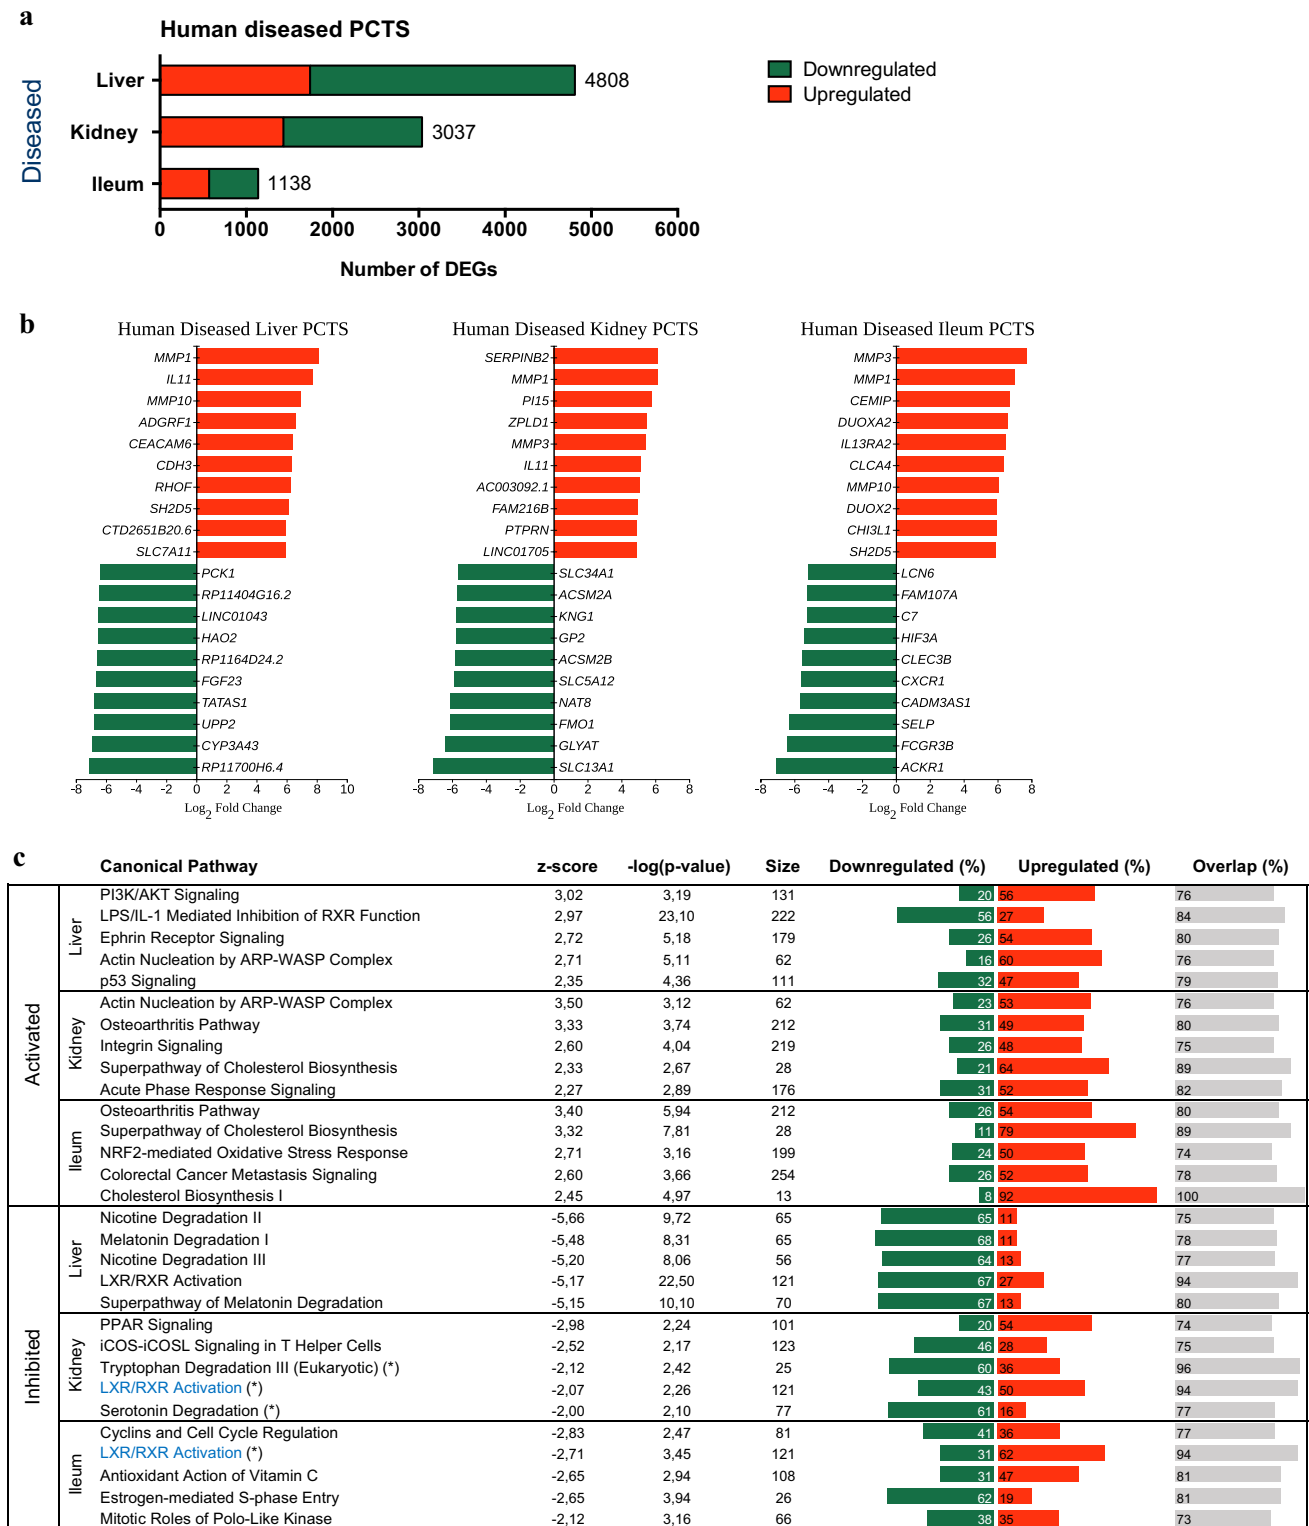 a
Human diseased PCTS
Diseased
Liver 4808
Kidney 3037
Ileum 1138
Downregulated
Upregulated
0 1000 2000 3000 4000 5000 6000
Number of DEGs
b
Human Diseased Liver PCTS
MMP1
IL11
MMP10
ADGRF1
CEACAM6
CDH3
RHOF
SH2D5
CTD2651B20.6
SLC7A11
PCK1
RP11404G16.2
LINC01043
HAO2
RP1164D24.2
FGF23
TATAS1
UPP2
CYP3A43
RP11700H6.4
-8 -6 -4 -2 0 2 4 6 8 10
Log2 Fold Change
Human Diseased Kidney PCTS
SERPINB2
MMP1
PI15
ZPLD1
MMP3
IL11
AC003092.1
FAM216B
PTPRN
LINC01705
SLC34A1
ACSM2A
KNG1
GP2
ACSM2B
SLC5A12
NAT8
FMO1
GLYAT
SLC13A1
-8 -6 -4 -2 0 2 4 6 8
Log2 Fold Change
Human Diseased Ileum PCTS
MMP3
MMP1
CEMIP
DUOXA2
IL13RA2
CLCA4
MMP10
DUOX2
CHI3L1
SH2D5
LCN6
FAM107A
C7
HIF3A
CLEC3B
CXCR1
CADM3AS1
SELP
FCGR3B
ACKR1
-8 -6 -4 -2 0 2 4 6 8
Log2 Fold Change
c
Canonical Pathway z-score -log(p-value) Size Downregulated (%) Upregulated (%) Overlap (%)
Activated
Liver
PI3K/AKT Signaling 3,02 3,19 131 20 56 76
LPS/IL-1 Mediated Inhibition of RXR Function 2,97 23,10 222 56 27 84
Ephrin Receptor Signaling 2,72 5,18 179 26 54 80
Actin Nucleation by ARP-WASP Complex 2,71 5,11 62 16 60 76
p53 Signaling 2,35 4,36 111 32 47 79
Kidney
Actin Nucleation by ARP-WASP Complex 3,50 3,12 62 23 53 76
Osteoarthritis Pathway 3,33 3,74 212 31 49 80
Integrin Signaling 2,60 4,04 219 26 48 75
Superpathway of Cholesterol Biosynthesis 2,33 2,67 28 21 64 89
Acute Phase Response Signaling 2,27 2,89 176 31 52 82
Ileum
Osteoarthritis Pathway 3,40 5,94 212 26 54 80
Superpathway of Cholesterol Biosynthesis 3,32 7,81 28 11 79 89
NRF2-mediated Oxidative Stress Response 2,71 3,16 199 24 50 74
Colorectal Cancer Metastasis Signaling 2,60 3,66 254 26 52 78
Cholesterol Biosynthesis I 2,45 4,97 13 8 92 100
Inhibited
Liver
Nicotine Degradation II -5,66 9,72 65 65 11 75
Melatonin Degradation I -5,48 8,31 65 68 11 78
Nicotine Degradation III -5,20 8,06 56 64 13 77
LXR/RXR Activation -5,17 22,50 121 67 27 94
Superpathway of Melatonin Degradation -5,15 10,10 70 67 13 80
Kidney
PPAR Signaling -2,98 2,24 101 20 54 74
iCOS-iCOSL Signaling in T Helper Cells -2,52 2,17 123 46 28 75
Tryptophan Degradation III (Eukaryotic) (*) -2,12 2,42 25 60 36 96
LXR/RXR Activation (*) -2,07 2,26 121 43 50 94
Serotonin Degradation (*) -2,00 2,10 77 61 16 77
Ileum
Cyclins and Cell Cycle Regulation -2,83 2,47 81 41 36 77
LXR/RXR Activation (*) -2,71 3,45 121 31 62 94
Antioxidant Action of Vitamin C -2,65 2,94 108 31 47 81
Estrogen-mediated S-phase Entry -2,65 3,94 26 62 19 81
Mitotic Roles of Polo-Like Kinase -2,12 3,16 66 38 35 73